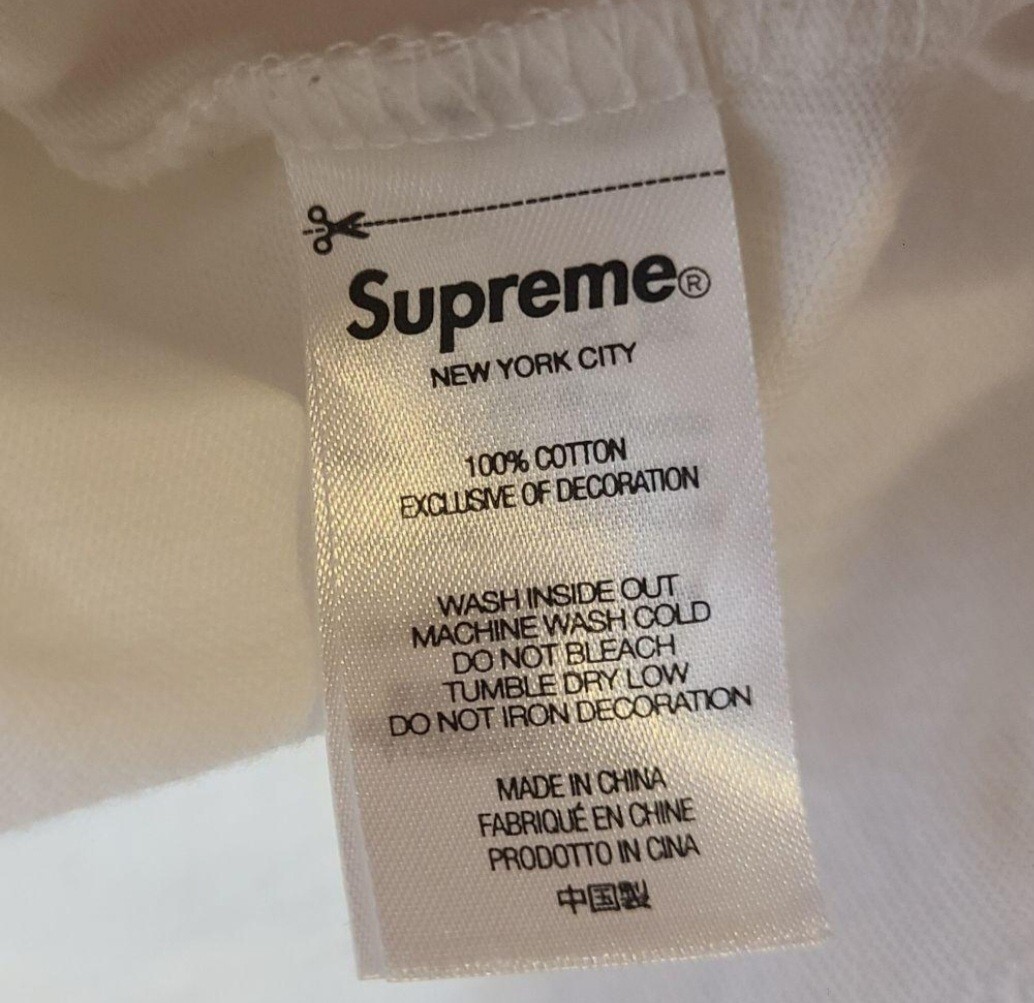 Supreme®
NEW YORK CITY
100% COTTON
EXCLUSIVE OF DECORATION
WASH INSIDE OUT
MACHINE WASH COLD
DO NOT BLEACH
TUMBLE DRY LOW
DO NOT IRON DECORATION
MADE IN CHINA
FABRIQUÉ EN CHINE
PRODOTTO IN CINA
中国製